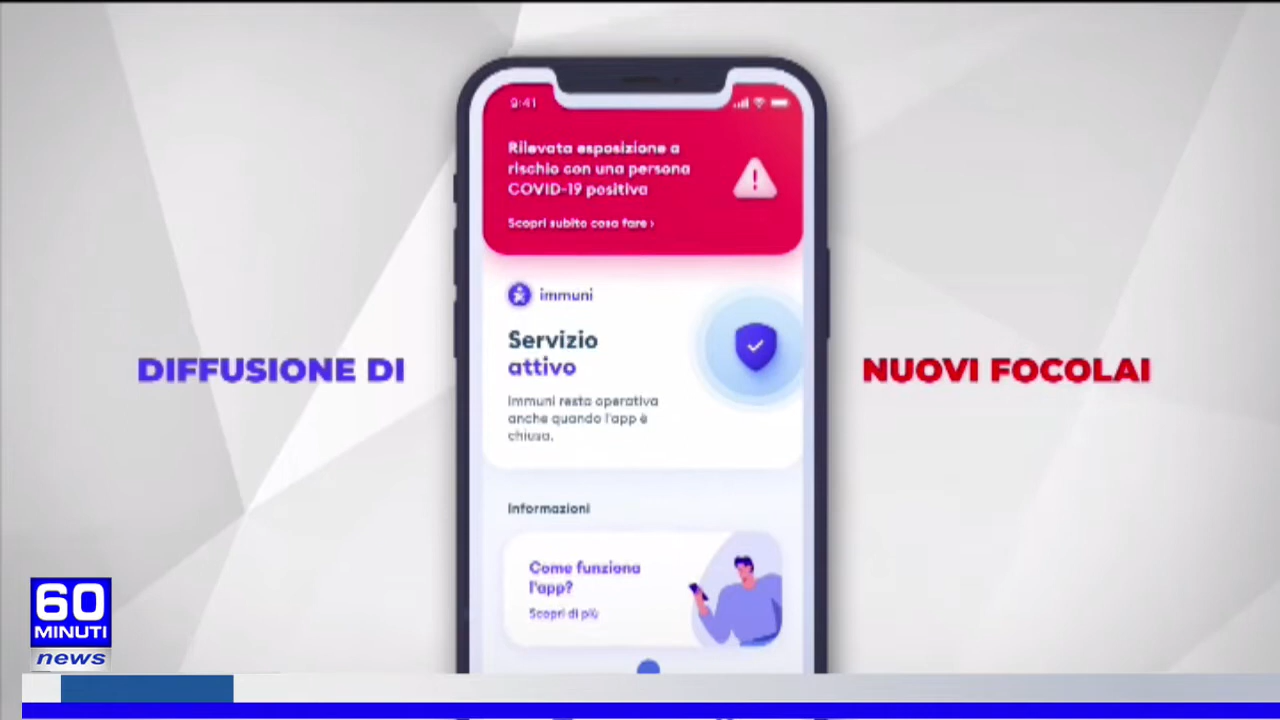 9:41
Rilevata esposizione a
rischio con una persona
COVID-19 positiva
Scopri subito cosa fare ›
immuni
Servizio
attivo
DIFFUSIONE DI
NUOVI FOCOLAI
Immuni resta operativa
anche quando l'app è
chiusa.
Informazioni
Come funziona
l'app?
Scopri di più
60
MINUTI
news